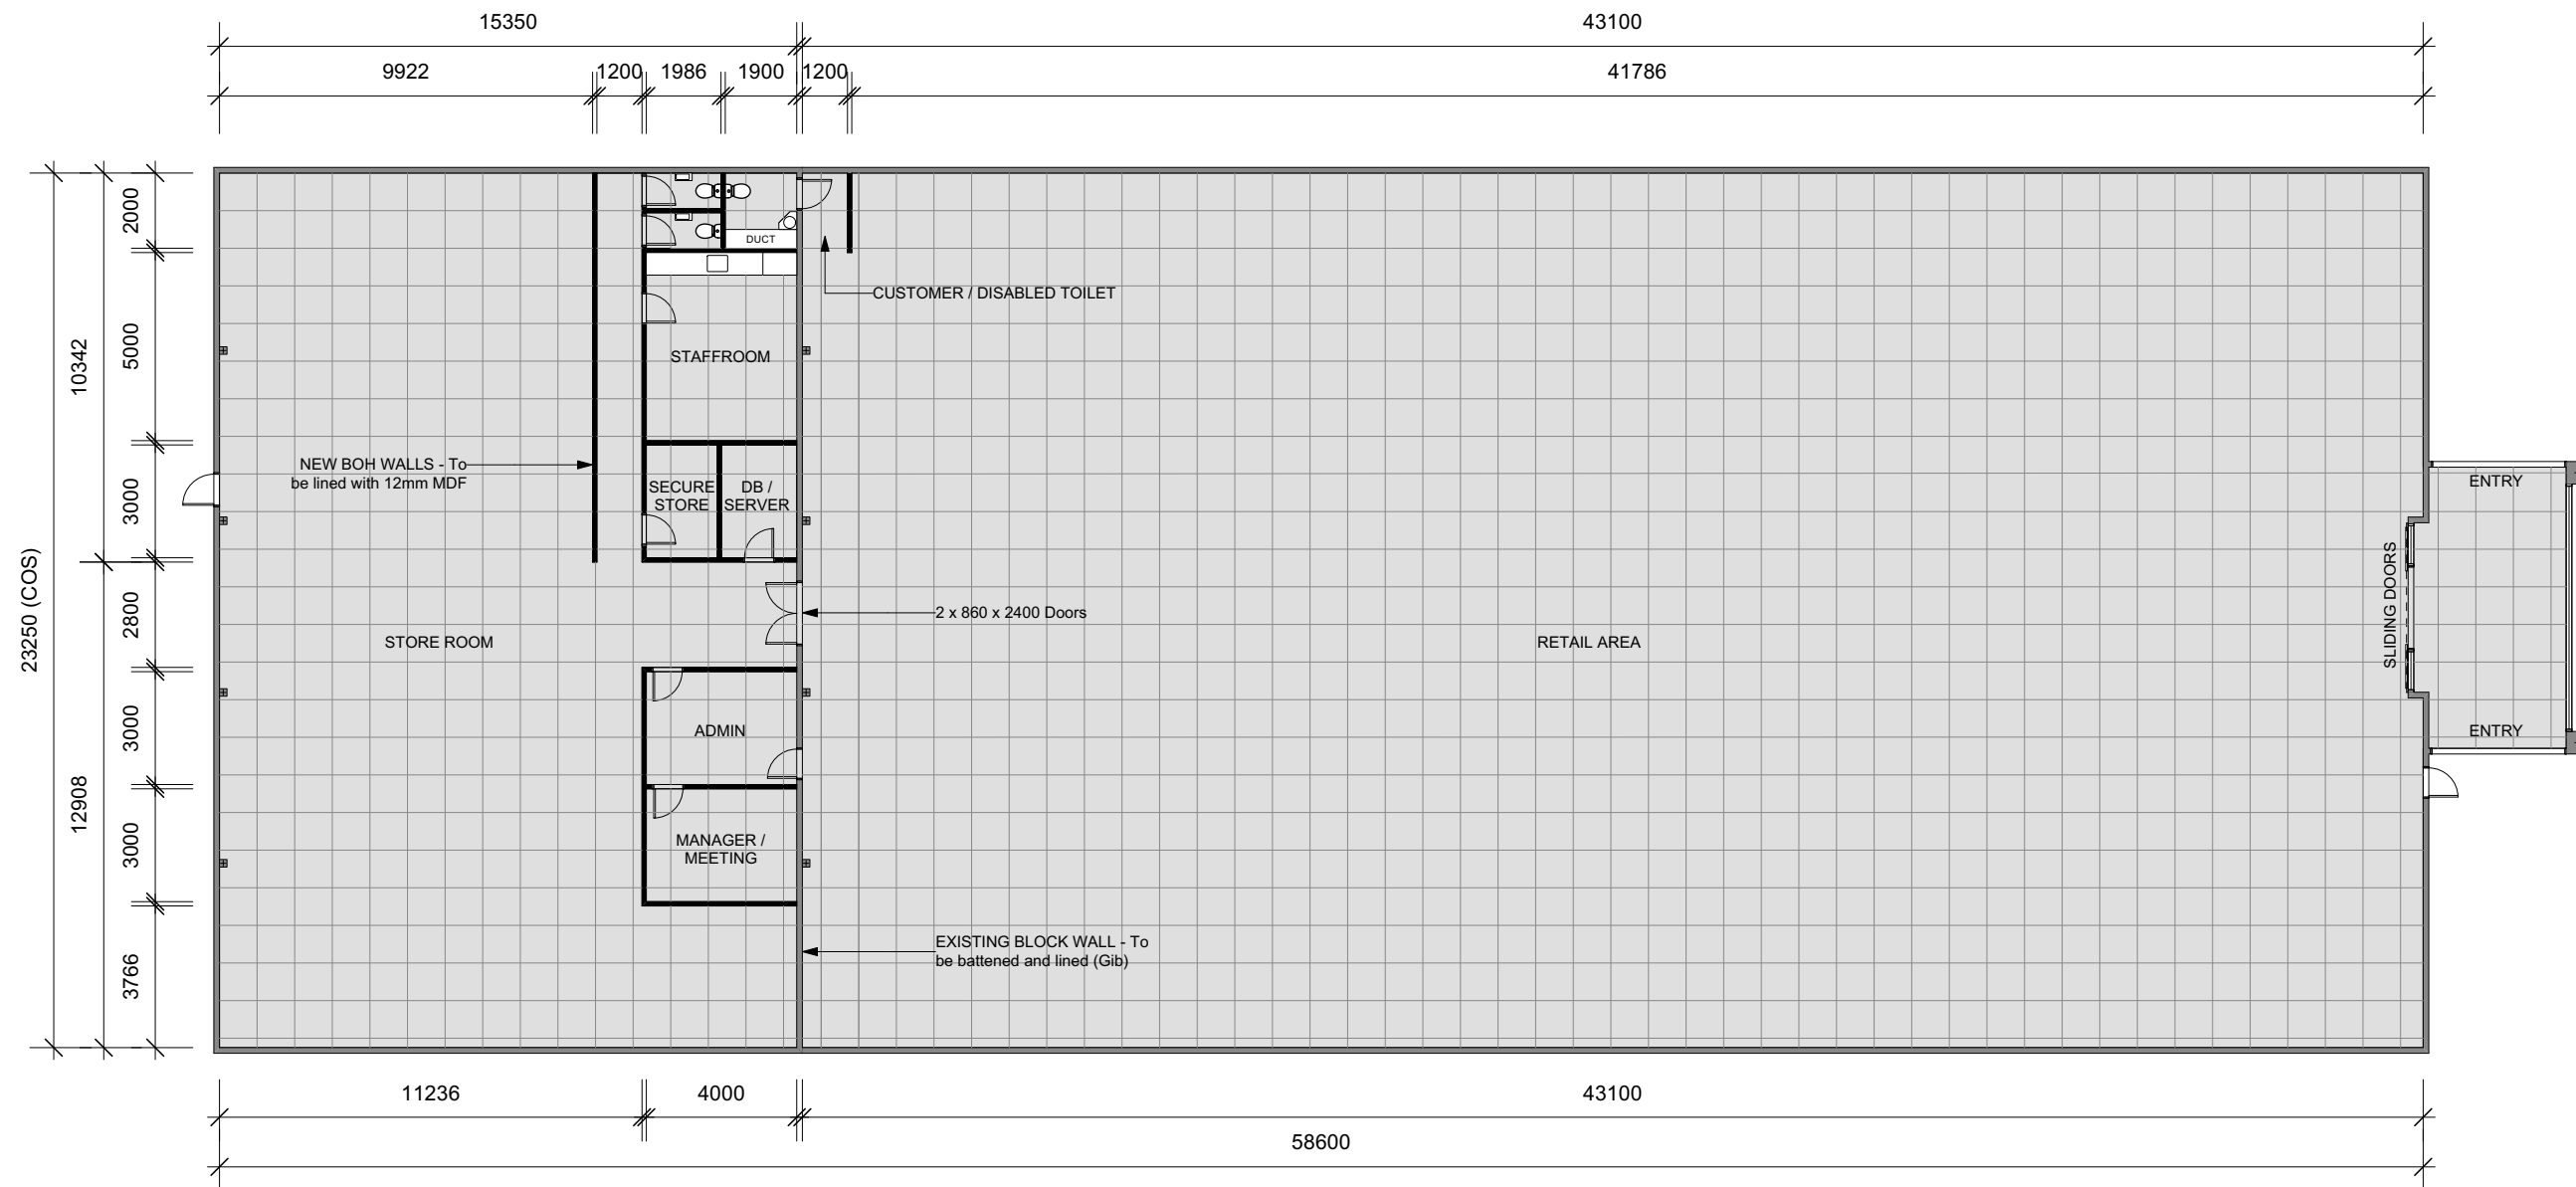 15350
43100
9922
1200
1986
1900
1200
41786
2000
DUCT
CUSTOMER / DISABLED TOILET
5000
10342
STAFFROOM
NEW BOH WALLS - To
be lined with 12mm MDF
3000
SECURE
STORE
DB /
SERVER
ENTRY
23250 (COS)
2800
2 x 860 x 2400 Doors
STORE ROOM
RETAIL AREA
SLIDING DOORS
3000
ADMIN
ENTRY
12908
3000
MANAGER /
MEETING
EXISTING BLOCK WALL - To
be battened and lined (Gib)
3766
11236
4000
43100
58600